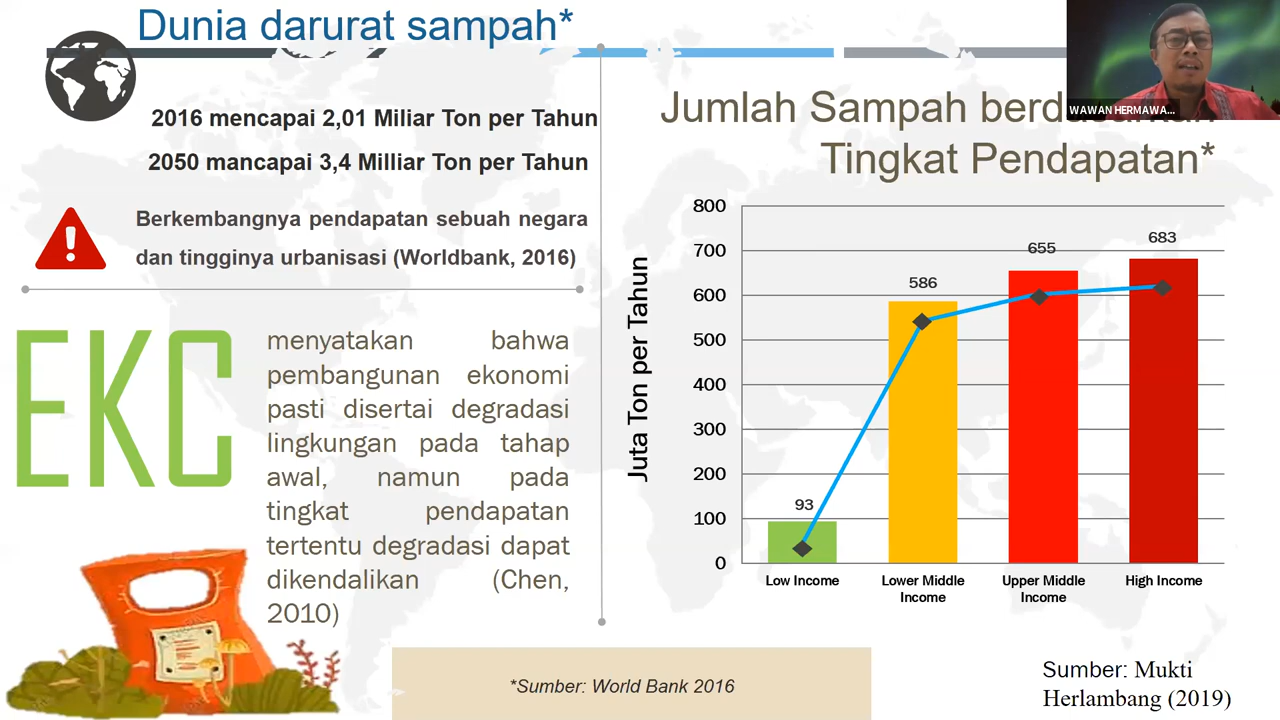 Dunia darurat sampah*
2016 mencapai 2,01 Miliar Ton per Tahun
2050 mancapai 3,4 Milliar Ton per Tahun
Berkembangnya pendapatan sebuah negara
dan tingginya urbanisasi (Worldbank, 2016)
EKC
menyatakan bahwa
pembangunan ekonomi
pasti disertai degradasi
lingkungan pada tahap
awal, namun pada
tingkat pendapatan
tertentu degradasi dapat
dikendalikan (Chen,
2010)
*Sumber: World Bank 2016
WAWAN HERMAWA...
Jumlah Sampah
Tingkat Pendapatan*
Juta Ton per Tahun
800
700
600
500
400
300
200
100
0
93
586
655
683
Low Income
Lower Middle
Income
Upper Middle
Income
High Income
Sumber: Mukti
Herlambang (2019)